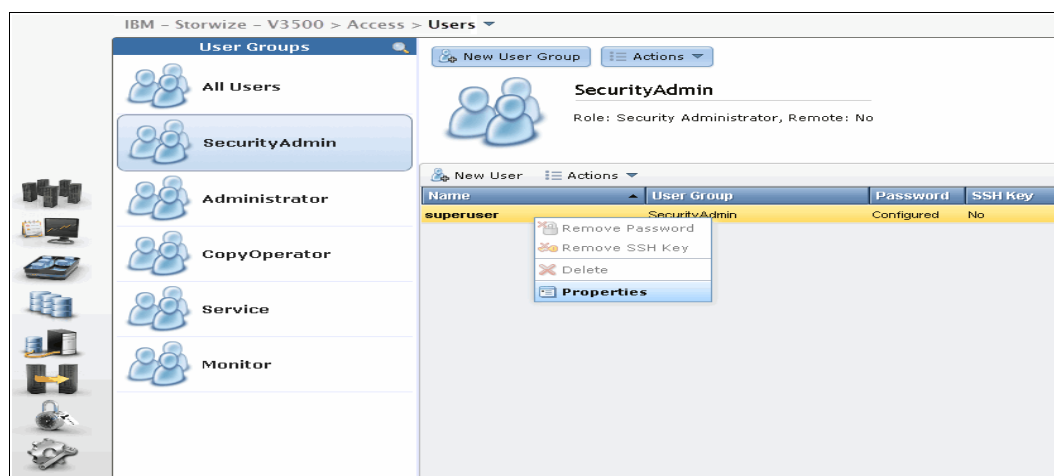 IBM - Storwize - V3500 > Access > Users
User Groups
All Users
SecurityAdmin
Administrator
CopyOperator
Service
Monitor
New User Group
Actions
SecurityAdmin
Role: Security Administrator, Remote: No
New User
Actions
Name User Group Password SSH Key
superuser SecurityAdmin Configured No
Remove Password
Remove SSH Key
Delete
Properties